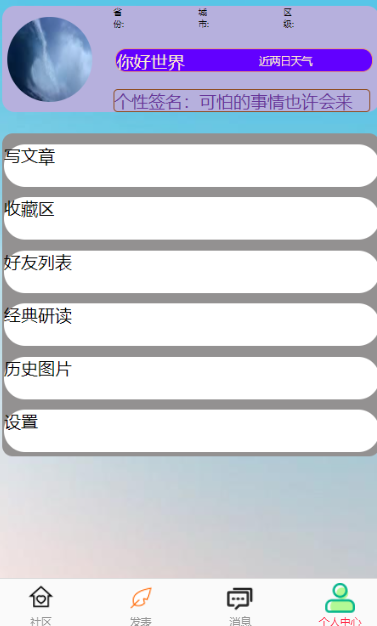 省份: 城市: 区级:
你好世界 近两日天气
个性签名：可怕的事情也许会来
写文章
收藏区
好友列表
经典研读
历史图片
设置
社区 发表 消息 个人中心